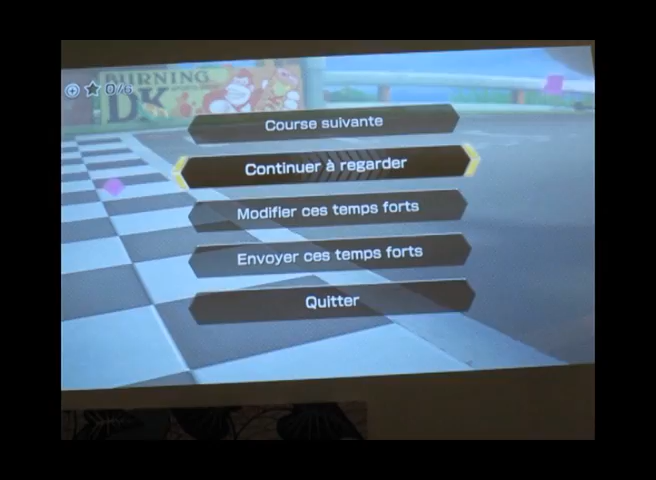 BURNING
DK
0/6
Course suivante
Continuer à regarder
Modifier ces temps forts
Envoyer ces temps forts
Quitter